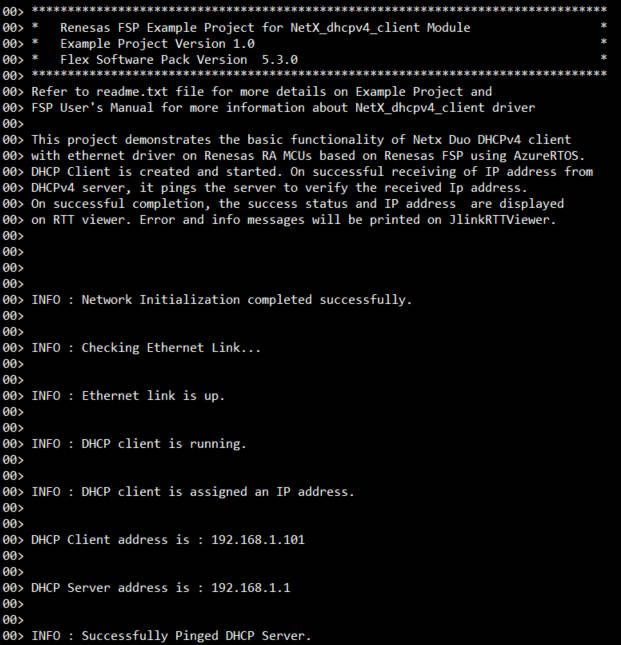 00> ******************************************************************************
00> *   Renesas FSP Example Project for NetX_dhcpv4_client Module                  *
00> *   Example Project Version 1.0                                                *
00> *   Flex Software Pack Version  5.3.0                                          *
00> ******************************************************************************
00> Refer to readme.txt file for more details on Example Project and
00> FSP User's Manual for more information about NetX_dhcpv4_client driver
00>
00> This project demonstrates the basic functionality of Netx Duo DHCPv4 client
00> with ethernet driver on Renesas RA MCUs based on Renesas FSP using AzureRTOS.
00> DHCP Client is created and started. On successful receiving of IP address from
00> DHCPv4 server, it pings the server to verify the received Ip address.
00> On successful completion, the success status and IP address  are displayed
00> on RTT viewer. Error and info messages will be printed on JlinkRTTViewer.
00>
00>
00>
00>
00> INFO : Network Initialization completed successfully.
00>
00>
00> INFO : Checking Ethernet Link...
00>
00>
00> INFO : Ethernet link is up.
00>
00>
00> INFO : DHCP client is running.
00>
00>
00> INFO : DHCP client is assigned an IP address.
00>
00>
00> DHCP Client address is : 192.168.1.101
00>
00>
00> DHCP Server address is : 192.168.1.1
00>
00>
00> INFO : Successfully Pinged DHCP Server.